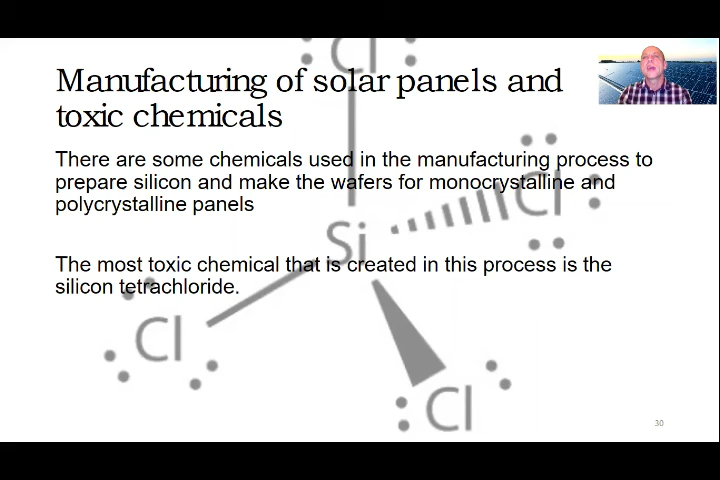 Cl
Manufacturing of solar panels and
toxic chemicals
There are some chemicals used in the manufacturing process to
prepare silicon and make the wafers for monocrystalline and
polycrystalline panels
Cl
Si
The most toxic chemical that is created in this process is the
silicon tetrachloride.
Cl
Cl
30